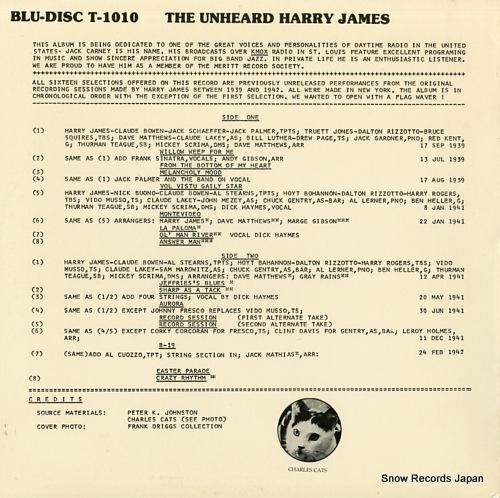 BLU-DISC T-1010 THE UNHEARD HARRY JAMES
THIS ALBUM IS BEING DEDICATED TO ONE OF THE GREAT VOICES AND PERSONALITIES OF DAYTIME RADIO IN THE UNITED
STATES- JACK CARNEY IS HIS NAME. HIS BROADCASTS OVER KMOX RADIO IN ST. LOUIS FEATURE EXCELLENT PROGRAMING
IN MUSIC AND SHOW SINCERE APPRECIATION FOR BIG BAND JAZZ. IN PRIVATE LIFE HE IS AN ENTHUSIASTIC LISTENER.
WE ARE PROUD TO HAVE HIM AS A MEMBER OF THE MERITT RECORD SOCIETY.
ALL SIXTEEN SELECTIONS OFFERED ON THIS RECORD ARE PREVIOUSLY UNRELEASED PERFORMANCES FROM THE ORIGINAL
RECORDING SESSIONS MADE BY HARRY JAMES BETWEEN 1939 AND 1942. ALL WERE MADE IN NEW YORK. THE ALBUM IS IN
CHRONOLOGICAL ORDER WITH THE EXCEPTION OF THE FIRST SELECTION. WE WANTED TO OPEN WITH A FLAG WAVER !
SIDE ONE
(1) HARRY JAMES-CLAUDE BOWEN-JACK SCHAEFFER-JACK PALMER,TPTS; TRUETT JONES-DALTON RIZZOTTO-BRUCE
SQUIRES,TBS; DAVE MATTHEWS-CLAUDE LAKEY,AS; BILL LUTHER-DREW PAGE,TS; JACK GARDNER,PNO; RED KENT,
G; THURMAN TEAGUE,SB; MICKEY SCRIMA,DMS; DAVE MATTHEWS,ARR 17 SEP 1939
WILLOW WEEP FOR ME
(2) SAME AS (1) ADD FRANK SINATRA,VOCALS; ANDY GIBSON,ARR 13 JUL 1939
FROM THE BOTTOM OF MY HEART
(3) MELANCHOLY MOOD
(4) SAME AS (1) JACK PALMER AND THE BAND ON VOCAL 17 AUG 1939
VOL VISTU GAILY STAR
(5) HARRY JAMES-NICK BUONO-CLAUDE BOWEN-AL STEARNS,TPTS; HOYT BOHANNON-DALTON RIZZOTTO-HARRY ROGERS,
TBS; VIDO MUSSO,TS; CLAUDE LAKEY-JOHN MEZEY,AS; CHUCK GENTRY,AS-BAR; AL LERNER,PNO; BEN HELLER,G;
THURMAN TEAGUE,SB; MICKEY SCRIMA,DMS; DICK HAYMES,VOCAL 8 JAN 1941
MONTEVIDEO
(6) SAME AS (5) ARRANGERS: HARRY JAMES*, DAVE MATTHEWS**, MARGE GIBSON*** 22 JAN 1941
LA PALOMA*
(7) OL' MAN RIVER** VOCAL DICK HAYMES
(8) ANSWER MAN***
SIDE TWO
(1) HARRY JAMES-CLAUDE BOWEN-AL STEARNS,TPTS; HOYT BAHANNON-DALTON RIZZOTTO-HARRY ROGERS,TBS; VIDO
MUSSO,TS; CLAUDE LAKEY-SAM MAROWITZ,AS; CHUCK GENTRY,AS-BAR; AL LERNER,PNO; BEN HELLER,G; THURMAN
TEAGUE,SB; MICKEY SCRIMA,DMS; DAVE MATTHEWS*, GRAY RAINS** 12 APR 1941
JEFFRIES'S BLUES *
(2) SHARP AS A TACK **
(3) SAME AS (1/2) ADD FOUR STRINGS; VOCAL BY DICK HAYMES 20 MAY 1941
AURORA
(4) SAME AS (1/2) EXCEPT JOHNNY FRESCO REPLACES VIDO MUSSO,TS; 30 JUN 1941
RECORD SESSION (FIRST ALTERNATE TAKE)
(5) RECORD SESSION (SECOND ALTERNATE TAKE)
(6) SAME AS (4/5) EXCEPT CORKY CORCORAN FOR FRESCO,TS; CLINT DAVIS FOR GENTRY,AS,BAR; LEROY HOLMES,
ARR; 11 DEC 1941
B-19
(7) (SAME)ADD AL CUOZZO,TPT; STRING SECTION IN; JACK MATHIAS*,ARR: 24 FEB 1942
EASTER PARADE
(8) CRAZY RHYTHM *
CREDITS
SOURCE MATERIALS: PETER K. JOHNSTON
CHARLES CATS (SEE PHOTO)
COVER PHOTO: FRANK DRIGGS COLLECTION
CHARLES CATS
Snow Records Japan